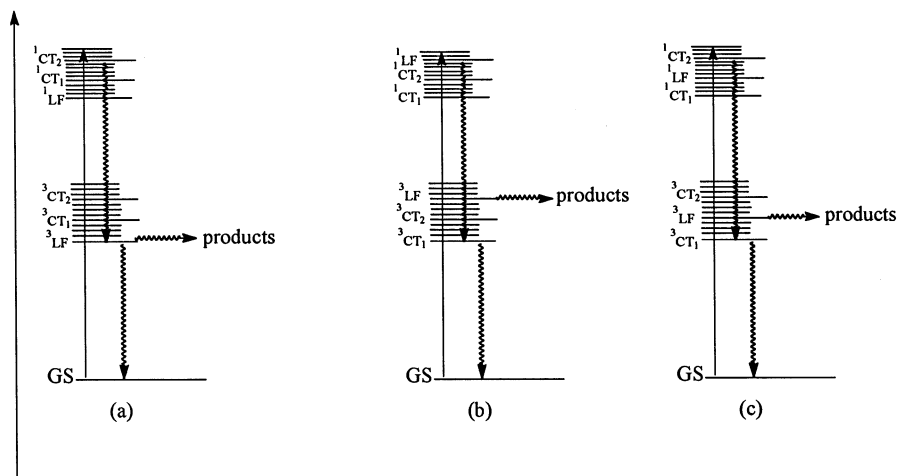 ¹CT₂
¹CT₁
¹LF
³CT₂
³CT₁
³LF
products
GS
(a)
¹LF
¹CT₂
¹CT₁
³LF
products
³CT₂
³CT₁
GS
(b)
¹CT₂
¹LF
¹CT₁
³CT₂
³LF
products
³CT₁
GS
(c)